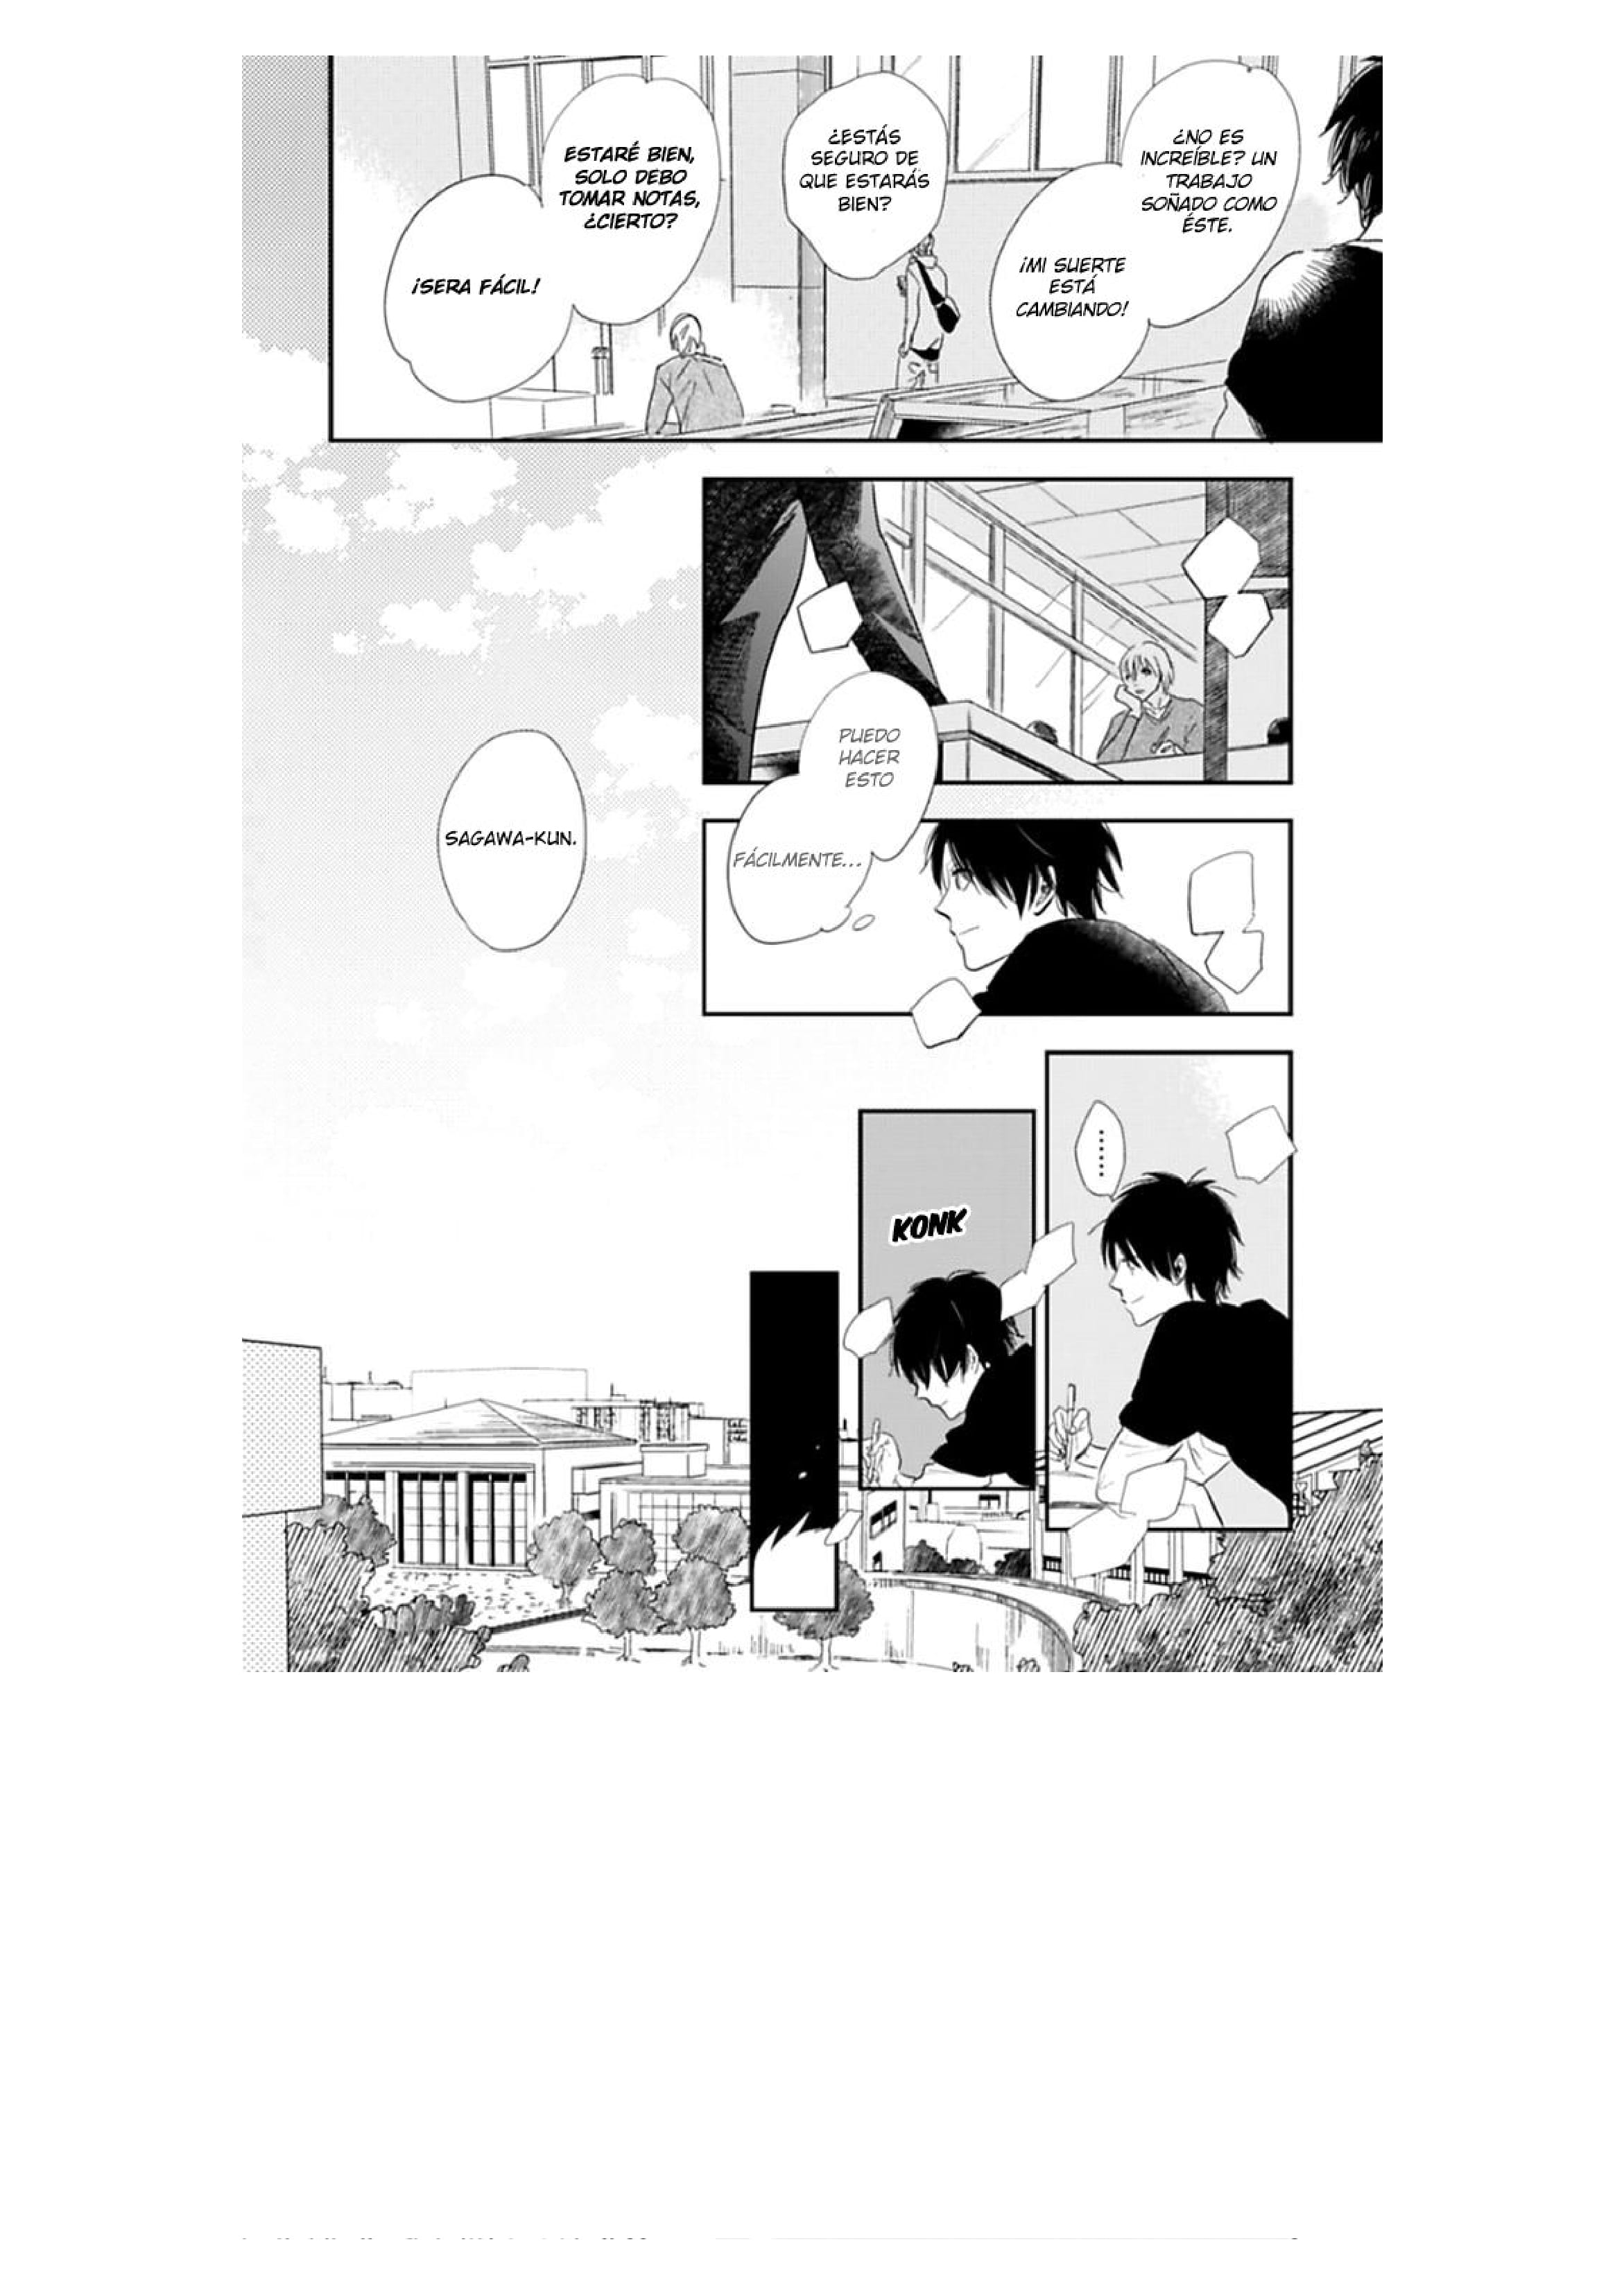 ¿NO ES
INCREÍBLE? UN
TRABAJO
SOÑADO COMO
ÉSTE.
¡MI SUERTE
ESTÁ
CAMBIANDO!
¿ESTÁS
SEGURO DE
QUE ESTARÁS
BIEN?
ESTARÉ BIEN,
SOLO DEBO
TOMAR NOTAS,
¿CIERTO?
¡SERA FÁCIL!
PUEDO
HACER
ESTO
FÁCILMENTE...
SAGAWA-KUN.
......
KONK